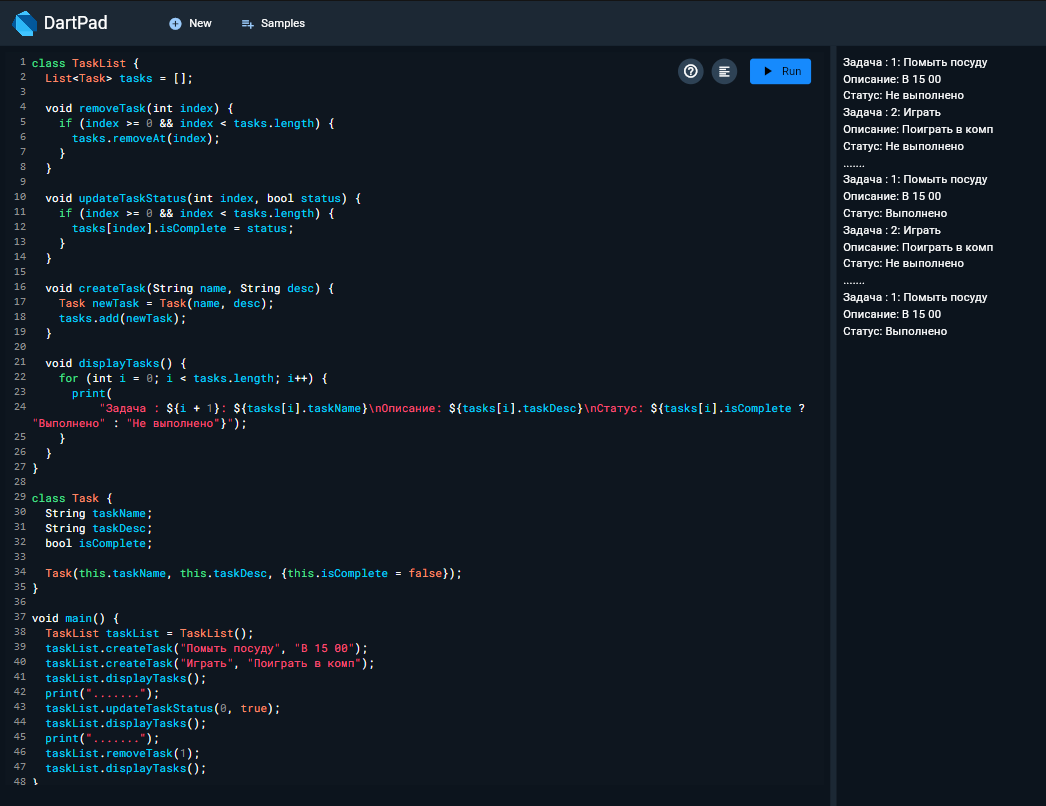 DartPad
New
Samples
Run
1 class TaskList {
2   List<Task> tasks = [];
3
4   void removeTask(int index) {
5     if (index >= 0 && index < tasks.length) {
6       tasks.removeAt(index);
7     }
8   }
9
10   void updateTaskStatus(int index, bool status) {
11     if (index >= 0 && index < tasks.length) {
12       tasks[index].isComplete = status;
13     }
14   }
15
16   void createTask(String name, String desc) {
17     Task newTask = Task(name, desc);
18     tasks.add(newTask);
19   }
20
21   void displayTasks() {
22     for (int i = 0; i < tasks.length; i++) {
23       print(
24           "Задача : ${i + 1}: ${tasks[i].taskName}\nОписание: ${tasks[i].taskDesc}\nСтатус: ${tasks[i].isComplete ?
"Выполнено" : "Не выполнено"}");
25     }
26   }
27 }
28
29 class Task {
30   String taskName;
31   String taskDesc;
32   bool isComplete;
33
34   Task(this.taskName, this.taskDesc, {this.isComplete = false});
35 }
36
37 void main() {
38   TaskList taskList = TaskList();
39   taskList.createTask("Помыть посуду", "В 15 00");
40   taskList.createTask("Играть", "Поиграть в комп");
41   taskList.displayTasks();
42   print(".......");
43   taskList.updateTaskStatus(0, true);
44   taskList.displayTasks();
45   print(".......");
46   taskList.removeTask(1);
47   taskList.displayTasks();
48 }
Задача : 1: Помыть посуду
Описание: В 15 00
Статус: Не выполнено
Задача : 2: Играть
Описание: Поиграть в комп
Статус: Не выполнено
.......
Задача : 1: Помыть посуду
Описание: В 15 00
Статус: Выполнено
Задача : 2: Играть
Описание: Поиграть в комп
Статус: Не выполнено
.......
Задача : 1: Помыть посуду
Описание: В 15 00
Статус: Выполнено